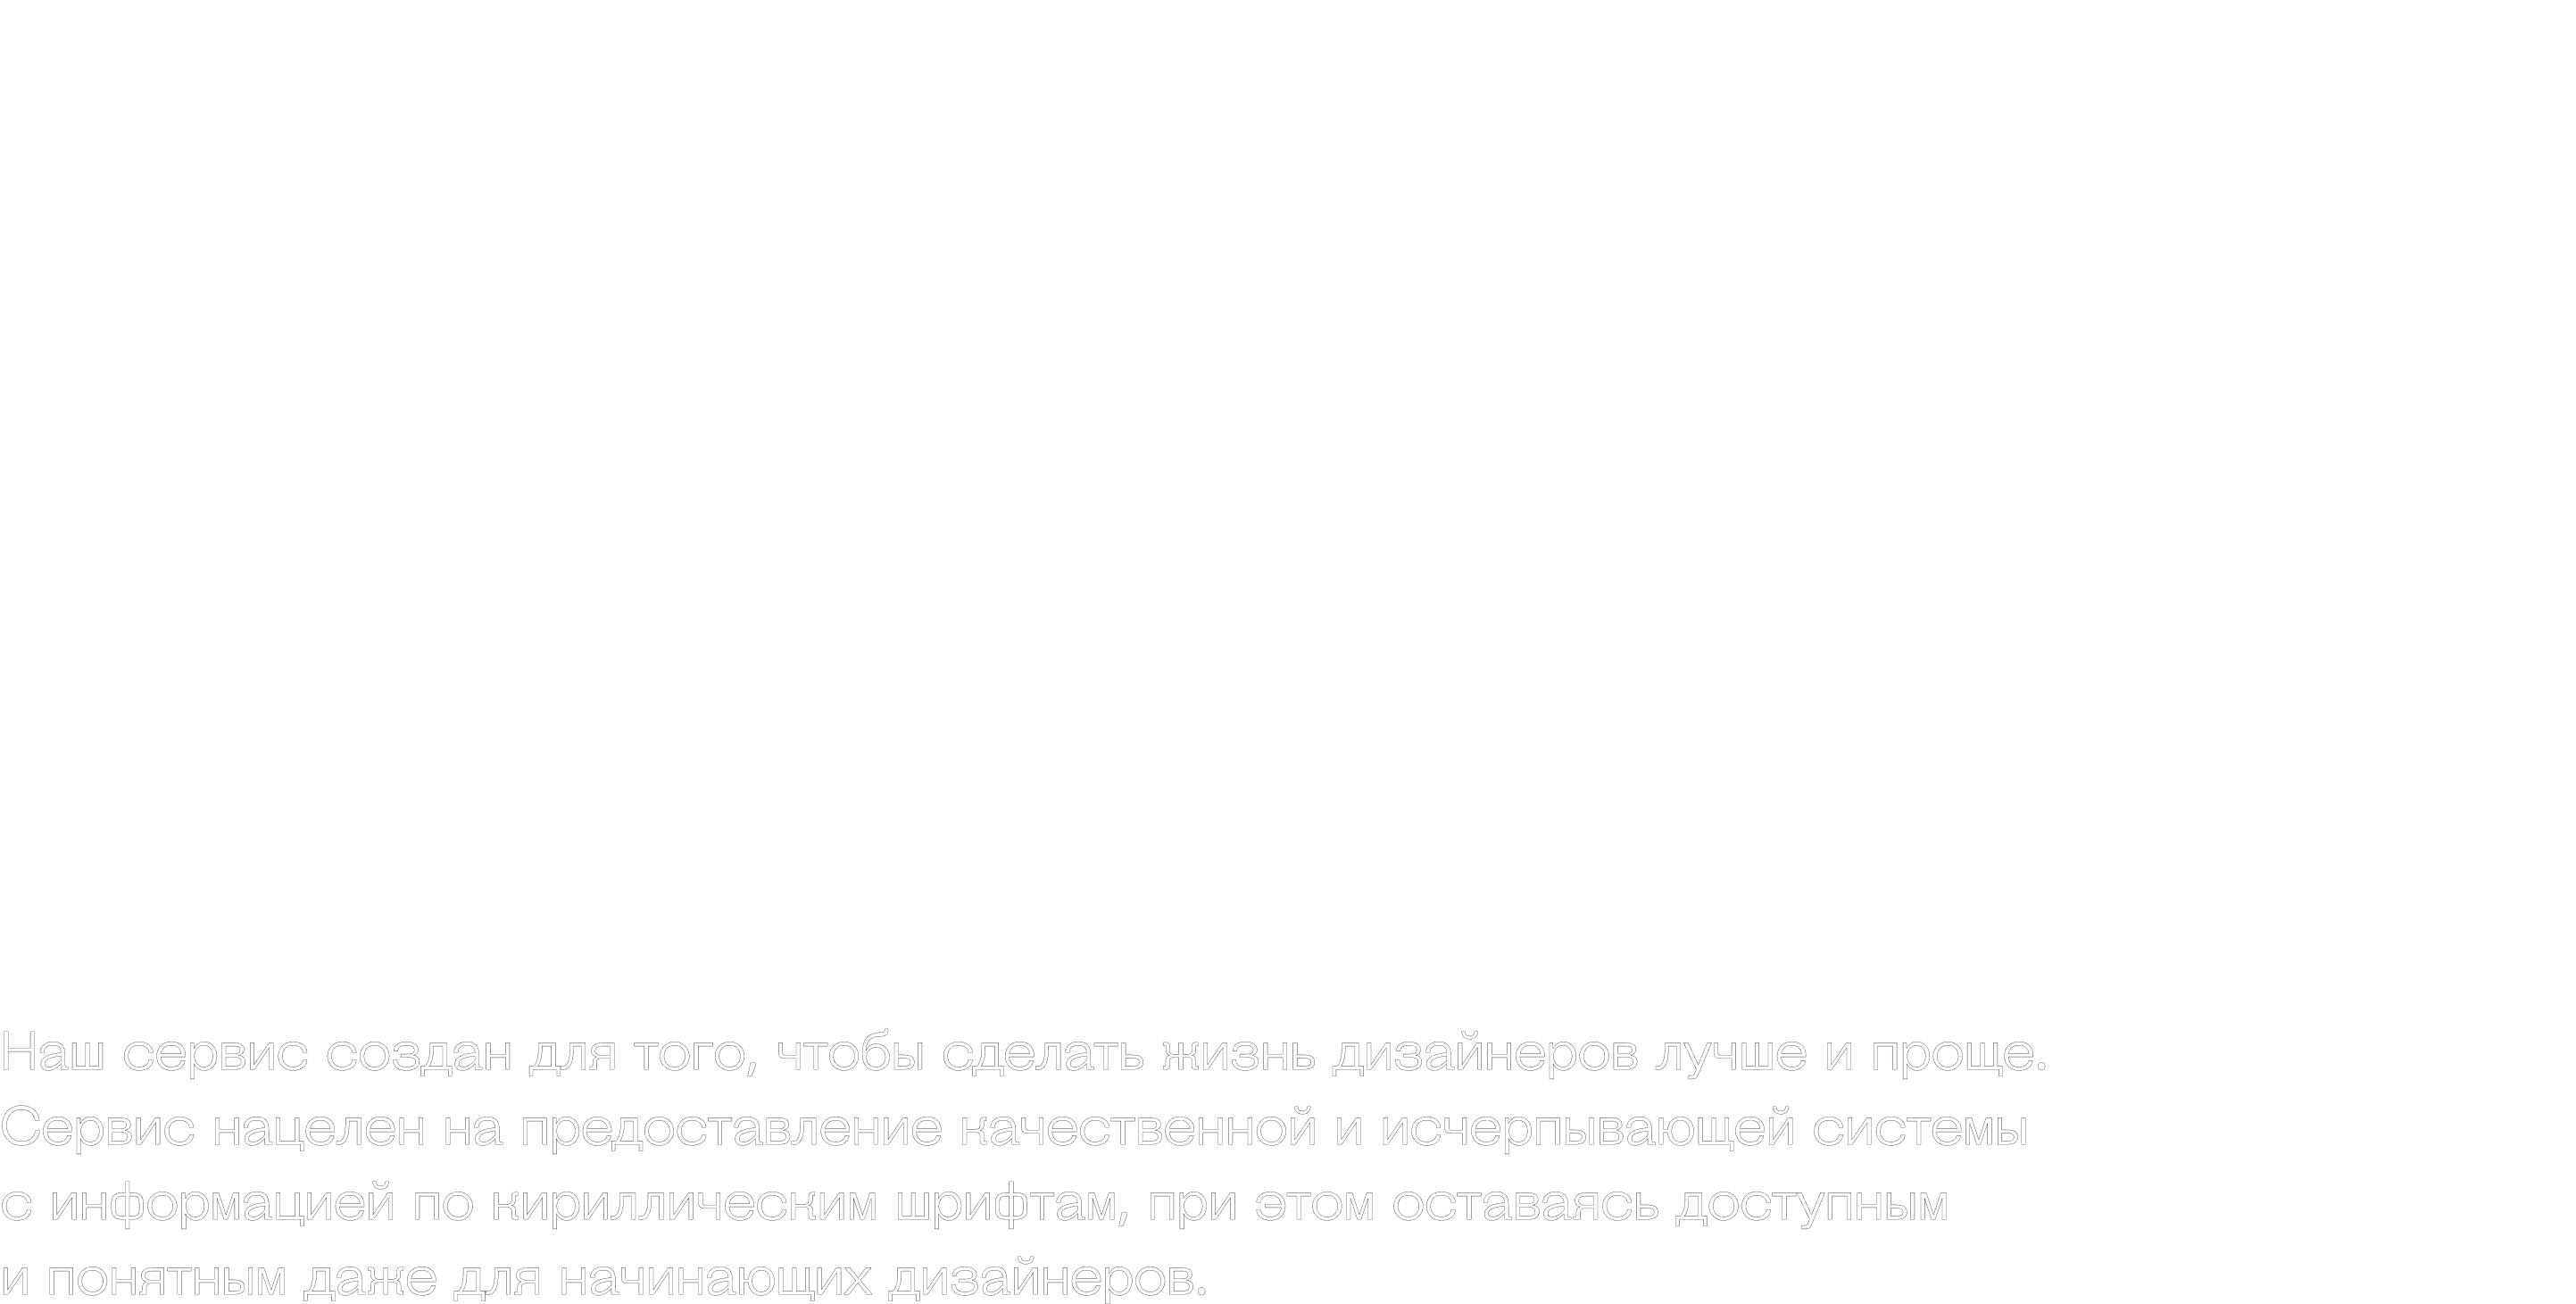 Наш сервис создан для того, чтобы сделать жизнь дизайнеров лучше и проще.
Сервис нацелен на предоставление качественной и исчерпывающей системы
с информацией по кириллическим шрифтам, при этом оставаясь доступным
и понятным даже для начинающих дизайнеров.